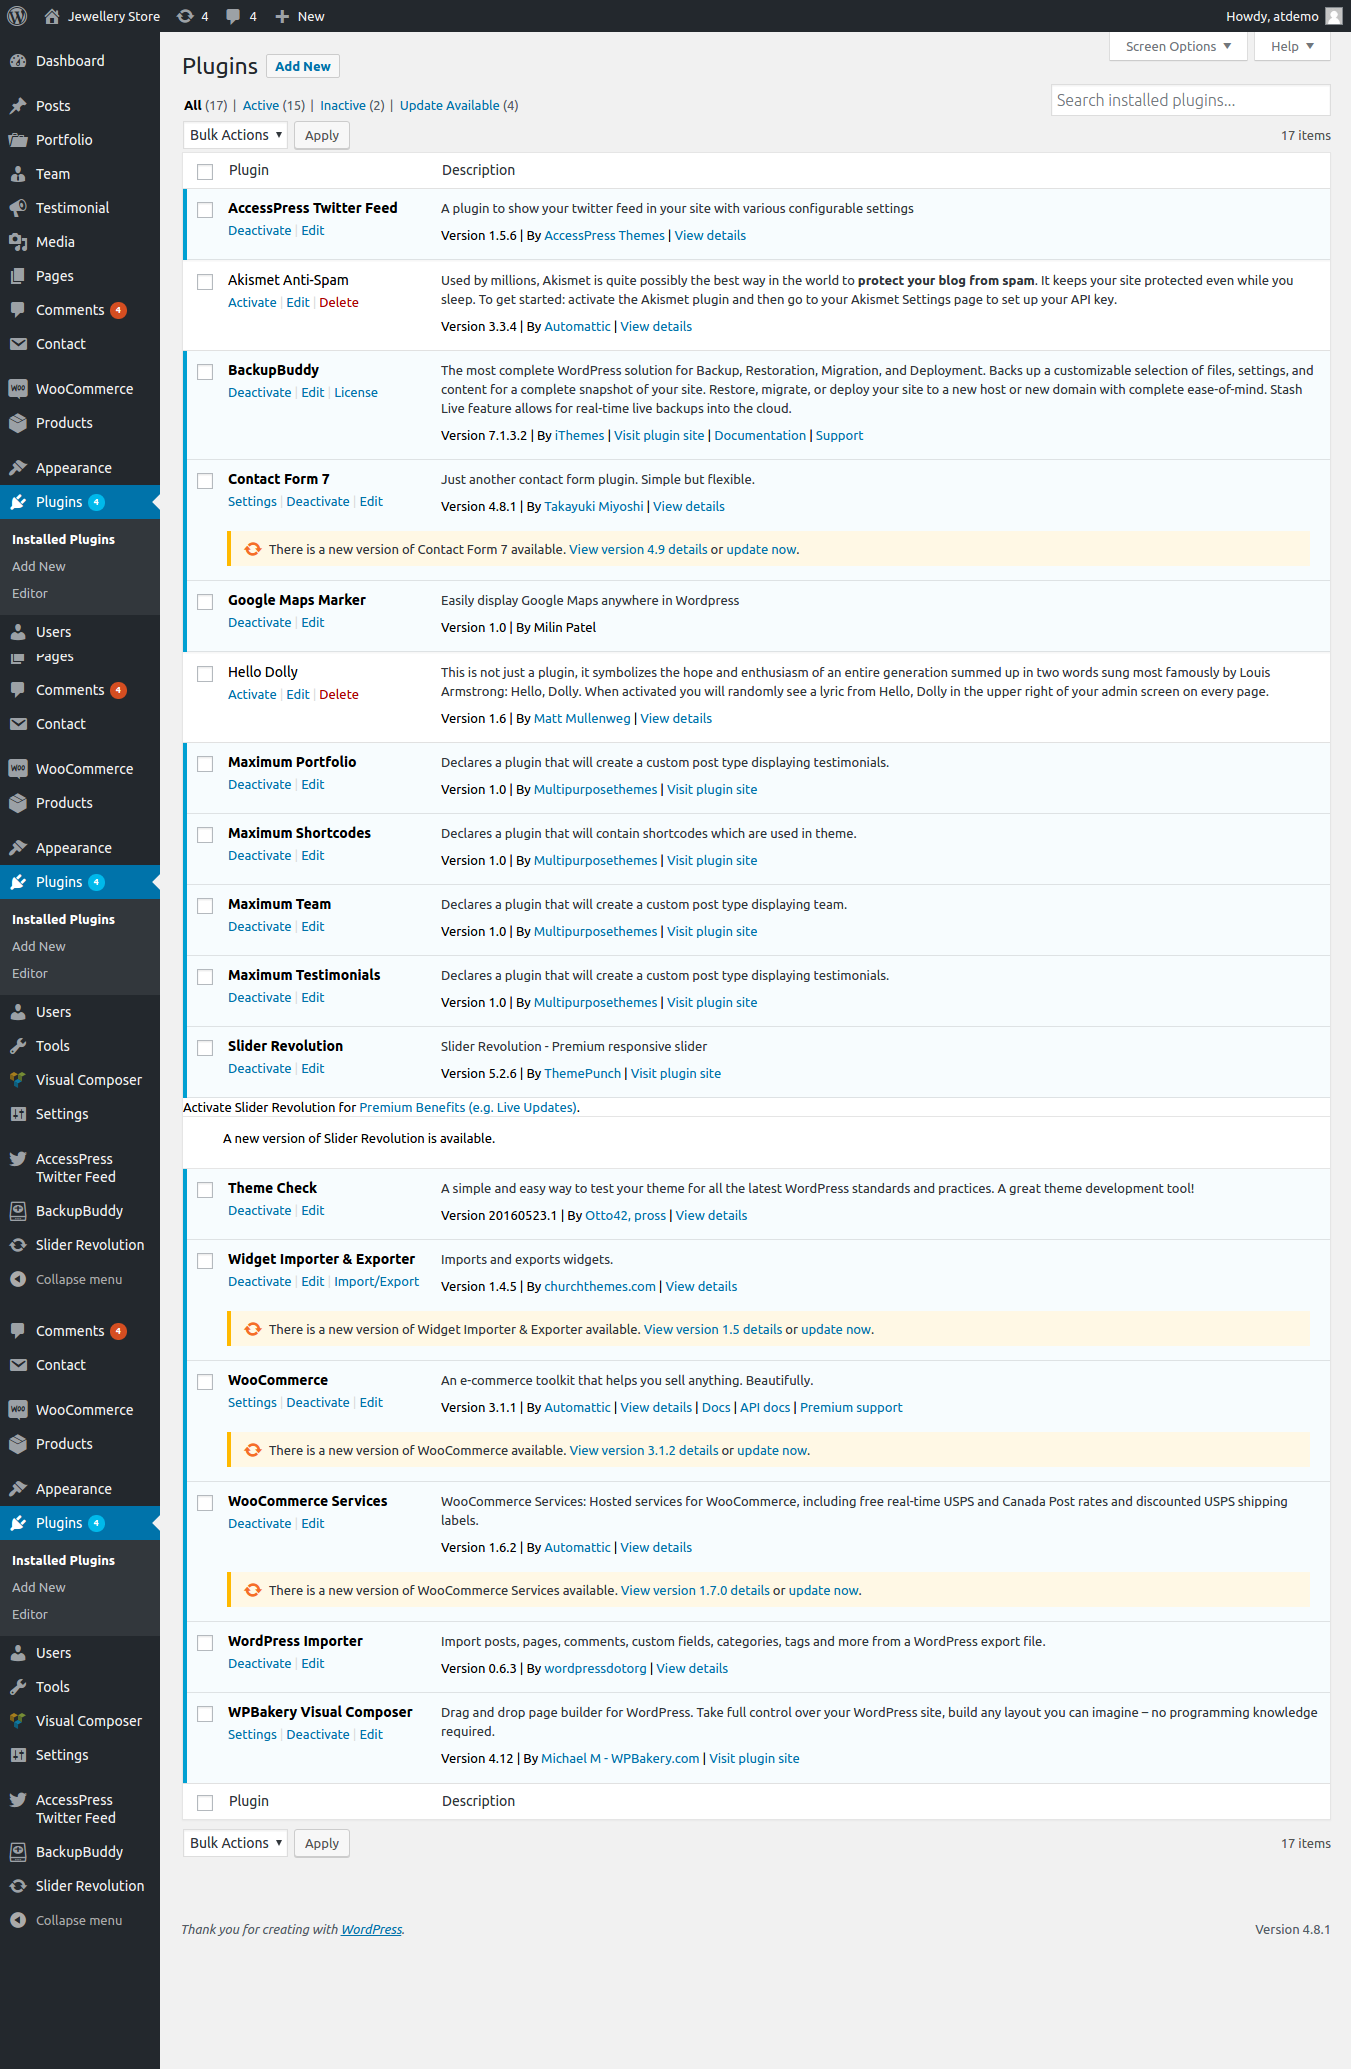 Jewellery Store 4 4 New Howdy, atdemo
Dashboard
Posts
Portfolio
Team
Testimonial
Media
Pages
Comments 4
Contact
WooCommerce
Products
Appearance
Plugins 4
Installed Plugins
Add New
Editor
Users
Pages
Comments 4
Contact
WooCommerce
Products
Appearance
Plugins 4
Installed Plugins
Add New
Editor
Users
Tools
Visual Composer
Settings
AccessPress
Twitter Feed
BackupBuddy
Slider Revolution
Collapse menu
Comments 4
Contact
WooCommerce
Products
Appearance
Plugins 4
Installed Plugins
Add New
Editor
Users
Tools
Visual Composer
Settings
AccessPress
Twitter Feed
BackupBuddy
Slider Revolution
Collapse menu
Screen Options ▼ Help ▼
Plugins Add New
All (17) | Active (15) | Inactive (2) | Update Available (4)
Search installed plugins...
Bulk Actions ▾ Apply
17 items
Plugin Description
AccessPress Twitter Feed
Deactivate | Edit
A plugin to show your twitter feed in your site with various configurable settings
Version 1.5.6 | By AccessPress Themes | View details
Akismet Anti-Spam
Activate | Edit | Delete
Used by millions, Akismet is quite possibly the best way in the world to protect your blog from spam. It keeps your site protected even while you
sleep. To get started: activate the Akismet plugin and then go to your Akismet Settings page to set up your API key.
Version 3.3.4 | By Automattic | View details
BackupBuddy
Deactivate | Edit | License
The most complete WordPress solution for Backup, Restoration, Migration, and Deployment. Backs up a customizable selection of files, settings, and
content for a complete snapshot of your site. Restore, migrate, or deploy your site to a new host or new domain with complete ease-of-mind. Stash
Live feature allows for real-time live backups into the cloud.
Version 7.1.3.2 | By iThemes | Visit plugin site | Documentation | Support
Contact Form 7
Settings | Deactivate | Edit
Just another contact form plugin. Simple but flexible.
Version 4.8.1 | By Takayuki Miyoshi | View details
There is a new version of Contact Form 7 available. View version 4.9 details or update now.
Google Maps Marker
Deactivate | Edit
Easily display Google Maps anywhere in Wordpress
Version 1.0 | By Milin Patel
Hello Dolly
Activate | Edit | Delete
This is not just a plugin, it symbolizes the hope and enthusiasm of an entire generation summed up in two words sung most famously by Louis
Armstrong: Hello, Dolly. When activated you will randomly see a lyric from Hello, Dolly in the upper right of your admin screen on every page.
Version 1.6 | By Matt Mullenweg | View details
Maximum Portfolio
Deactivate | Edit
Declares a plugin that will create a custom post type displaying testimonials.
Version 1.0 | By Multipurposethemes | Visit plugin site
Maximum Shortcodes
Deactivate | Edit
Declares a plugin that will contain shortcodes which are used in theme.
Version 1.0 | By Multipurposethemes | Visit plugin site
Maximum Team
Deactivate | Edit
Declares a plugin that will create a custom post type displaying team.
Version 1.0 | By Multipurposethemes | Visit plugin site
Maximum Testimonials
Deactivate | Edit
Declares a plugin that will create a custom post type displaying testimonials.
Version 1.0 | By Multipurposethemes | Visit plugin site
Slider Revolution
Deactivate | Edit
Slider Revolution - Premium responsive slider
Version 5.2.6 | By ThemePunch | Visit plugin site
Activate Slider Revolution for Premium Benefits (e.g. Live Updates).
A new version of Slider Revolution is available.
Theme Check
Deactivate | Edit
A simple and easy way to test your theme for all the latest WordPress standards and practices. A great theme development tool!
Version 20160523.1 | By Otto42, pross | View details
Widget Importer & Exporter
Deactivate | Edit | Import/Export
Imports and exports widgets.
Version 1.4.5 | By churchthemes.com | View details
There is a new version of Widget Importer & Exporter available. View version 1.5 details or update now.
WooCommerce
Settings | Deactivate | Edit
An e-commerce toolkit that helps you sell anything. Beautifully.
Version 3.1.1 | By Automattic | View details | Docs | API docs | Premium support
There is a new version of WooCommerce available. View version 3.1.2 details or update now.
WooCommerce Services
Deactivate | Edit
WooCommerce Services: Hosted services for WooCommerce, including free real-time USPS and Canada Post rates and discounted USPS shipping
labels.
Version 1.6.2 | By Automattic | View details
There is a new version of WooCommerce Services available. View version 1.7.0 details or update now.
WordPress Importer
Deactivate | Edit
Import posts, pages, comments, custom fields, categories, tags and more from a WordPress export file.
Version 0.6.3 | By wordpressdotorg | View details
WPBakery Visual Composer
Settings | Deactivate | Edit
Drag and drop page builder for WordPress. Take full control over your WordPress site, build any layout you can imagine – no programming knowledge
required.
Version 4.12 | By Michael M - WPBakery.com | Visit plugin site
Plugin Description
Bulk Actions ▾ Apply
17 items
Thank you for creating with WordPress.
Version 4.8.1